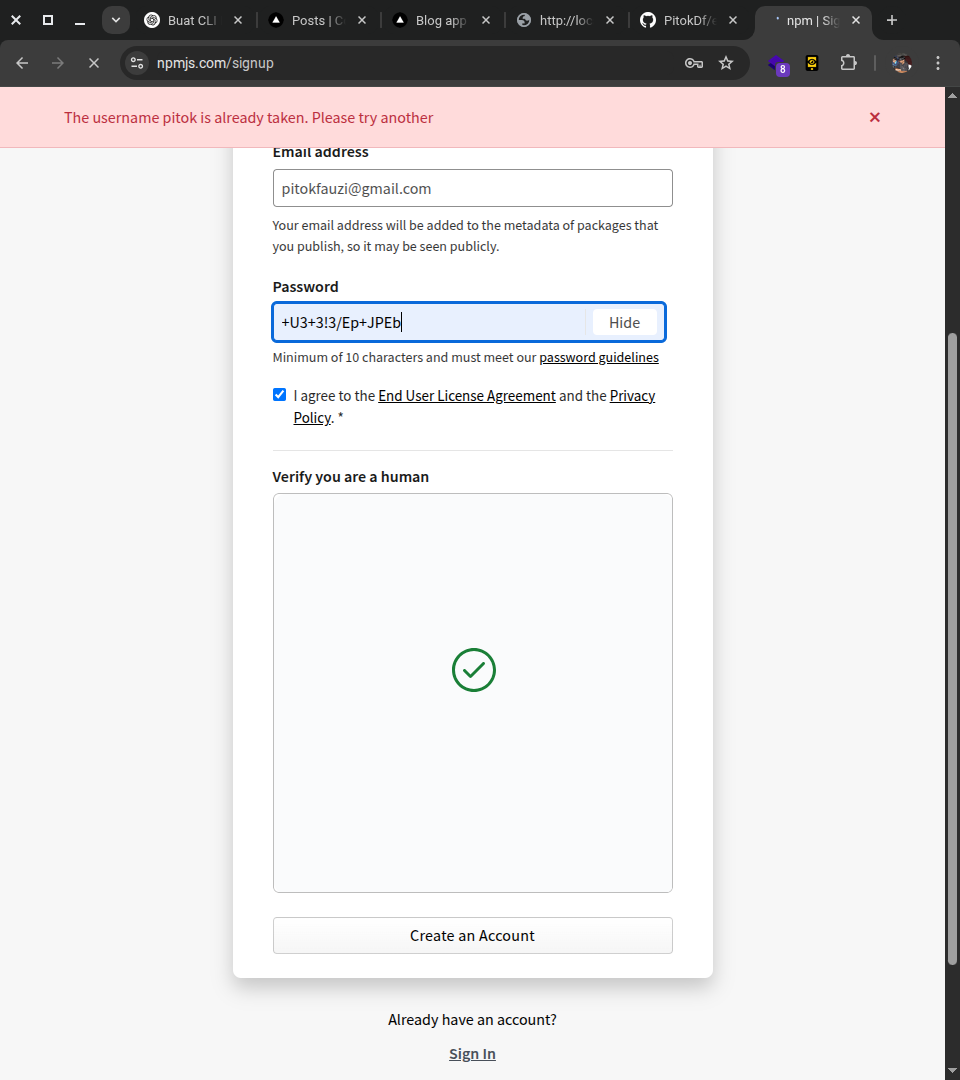 Buat CLI
Posts | C
Blog app
http://loc
PitokDf/
npm | Sig
npmjs.com/signup
8
The username pitok is already taken. Please try another
Email address
pitokfauzi@gmail.com
Your email address will be added to the metadata of packages that
you publish, so it may be seen publicly.
Password
+U3+3!3/Ep+JPEb
Hide
Minimum of 10 characters and must meet our password guidelines
I agree to the End User License Agreement and the Privacy
Policy. *
Verify you are a human
Create an Account
Already have an account?
Sign In